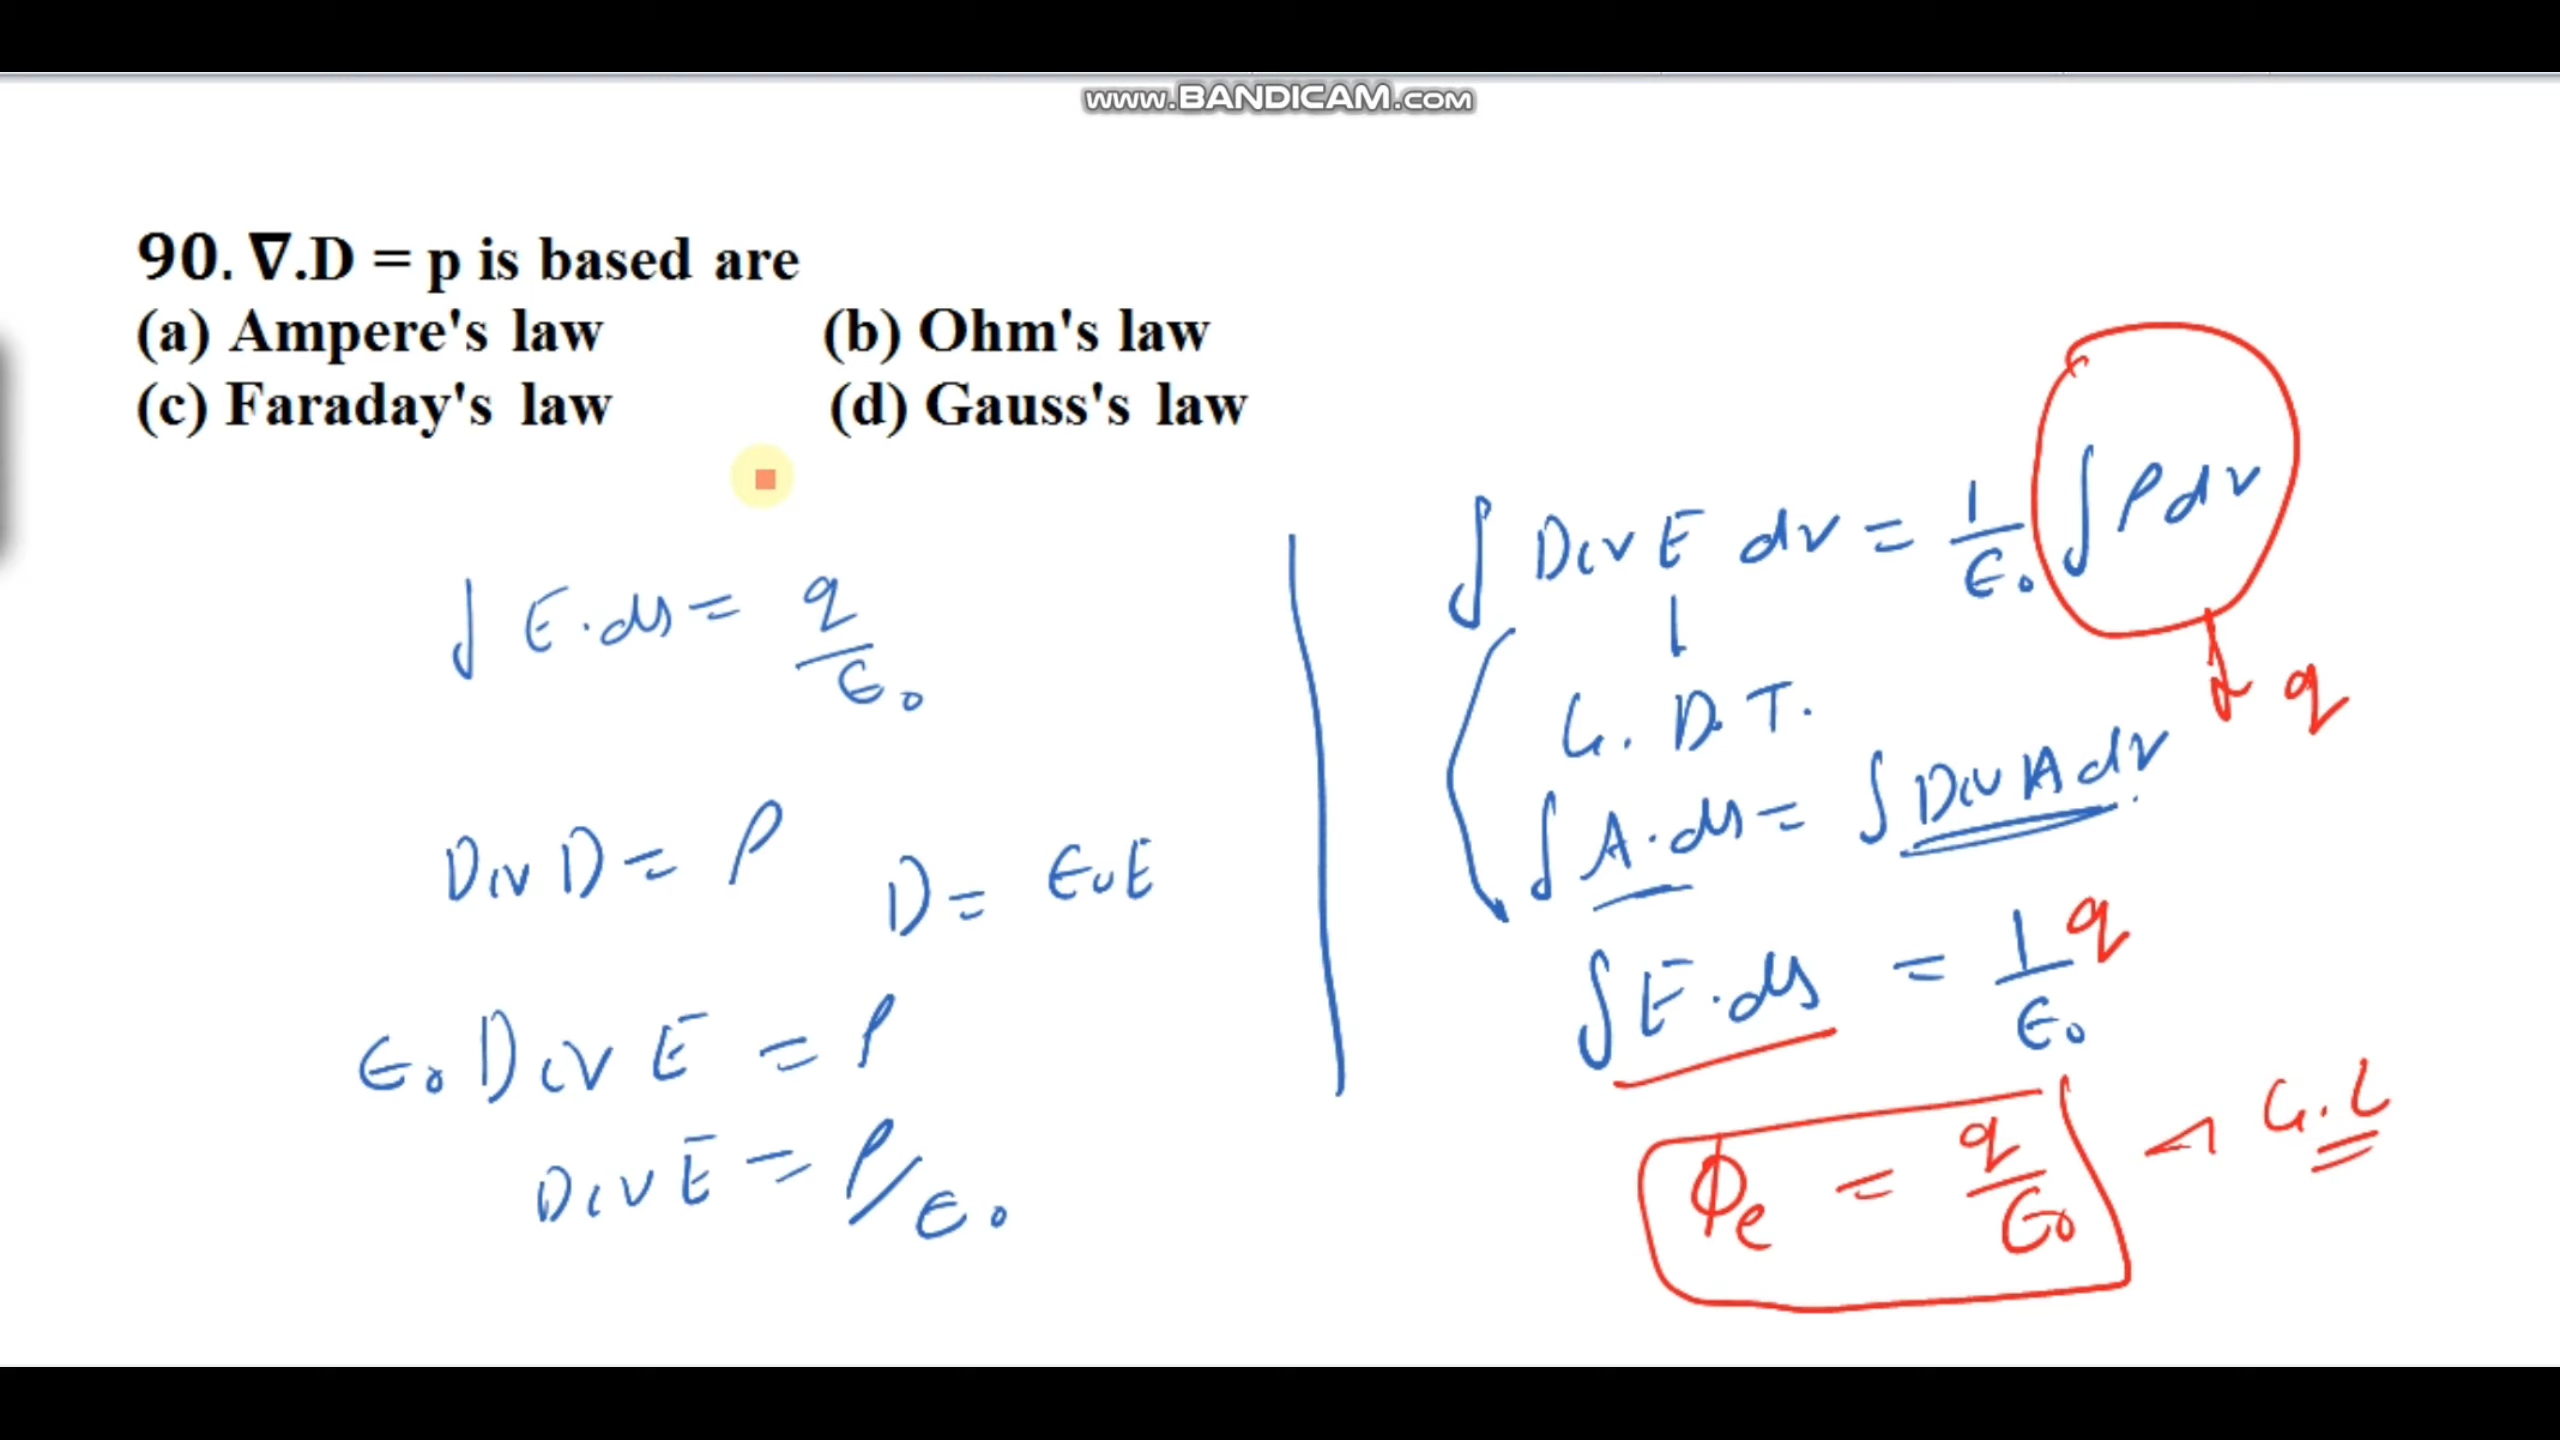 www.BANDICAM.com
90. ∇.D = p is based are
(a) Ampere's law (b) Ohm's law
(c) Faraday's law (d) Gauss's law
∫ E.ds = q/ϵ₀
Div D = ρ D = ϵ₀E
ϵ₀ Div E = ρ
Div E = ρ/ϵ₀
∫ Div E dv = 1/ϵ₀ ∫ρdv
q
G. D. T.
∫ A.ds = ∫ Div A dv
∫ E.ds = 1/ϵ₀ q
ϕe = q/ϵ₀
G.L